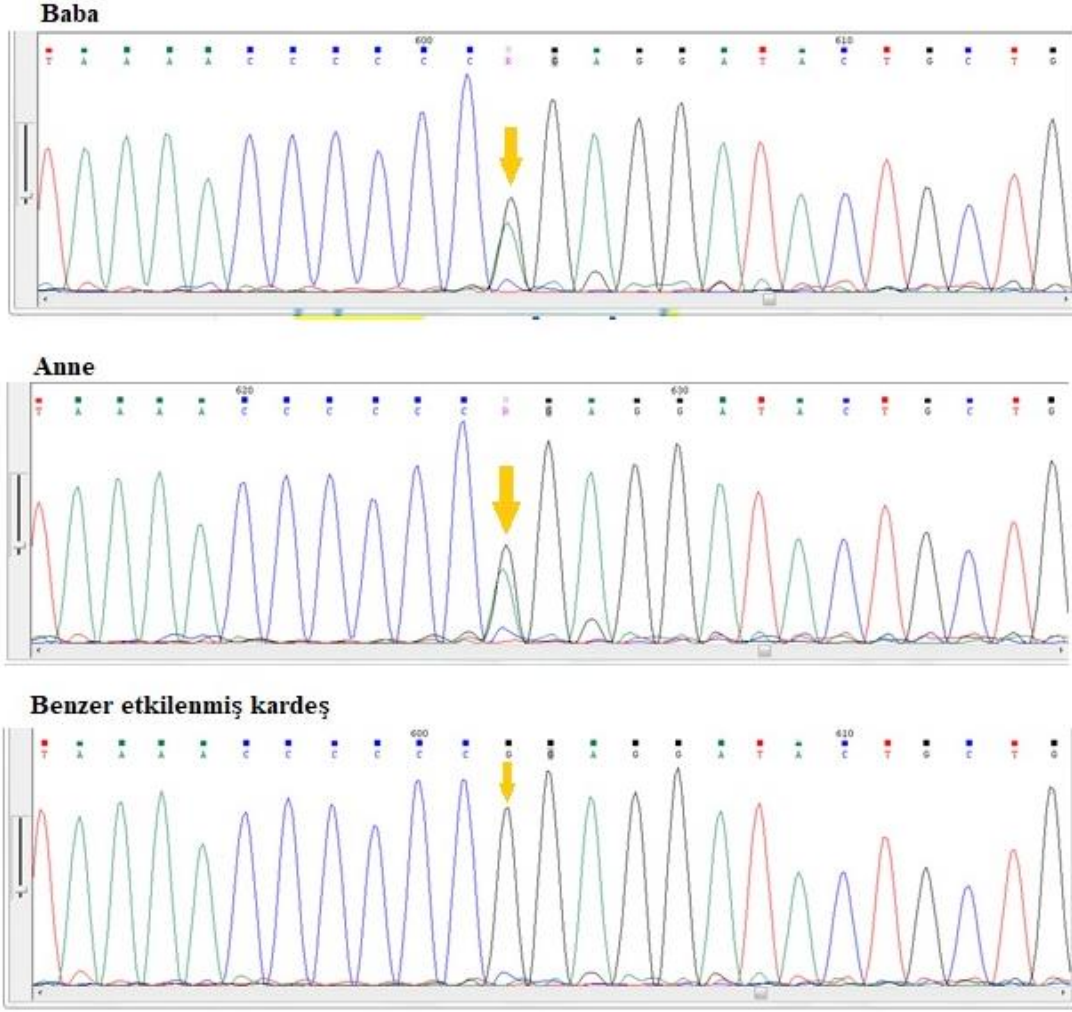 Baba
600 610
T A A A A C C C C C C R G A G G A T A C T G C T G
Anne
620 630
T A A A A C C C C C C R G A G G A T A C T G C T G
Benzer etkilenmiş kardeş
600 610
T A A A A C C C C C C G G A G G A T A C T G C T G